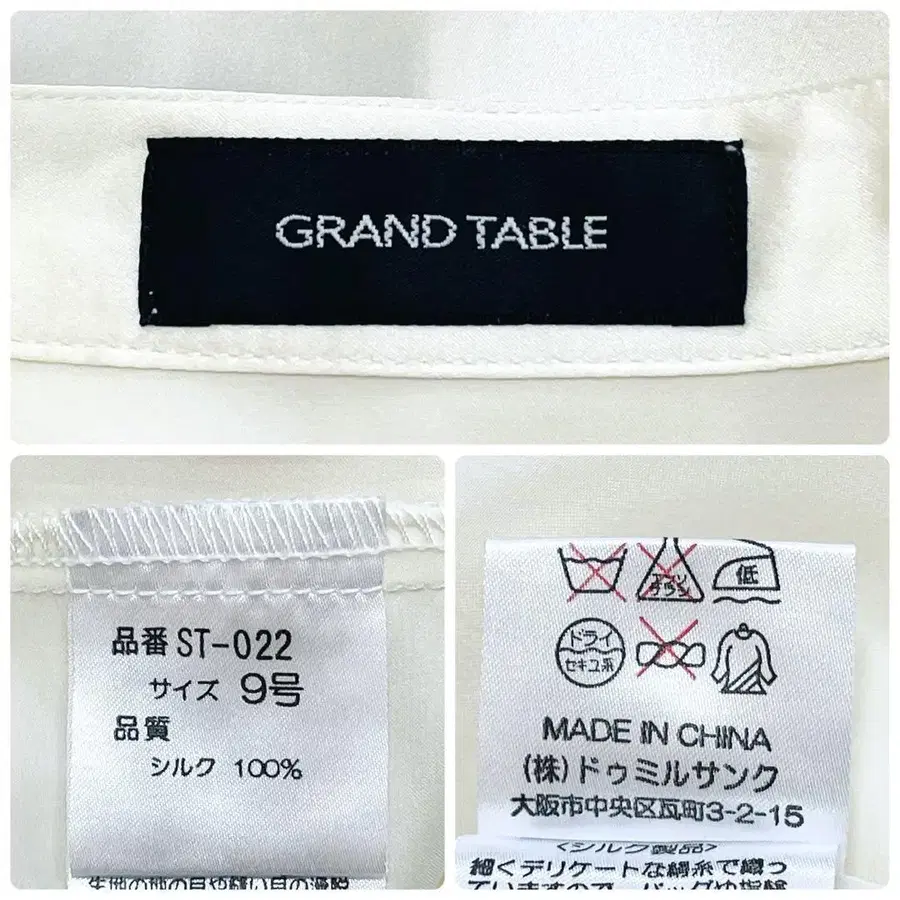 GRAND TABLE
品番 ST-022
サイズ 9号
品質
シルク 100%
低
ドライ
セキユ系
MADE IN CHINA
(株)ドゥミルサンク
大阪市中央区瓦町3-2-15
<シルク製品>
細くデリケートな絹糸で織っ